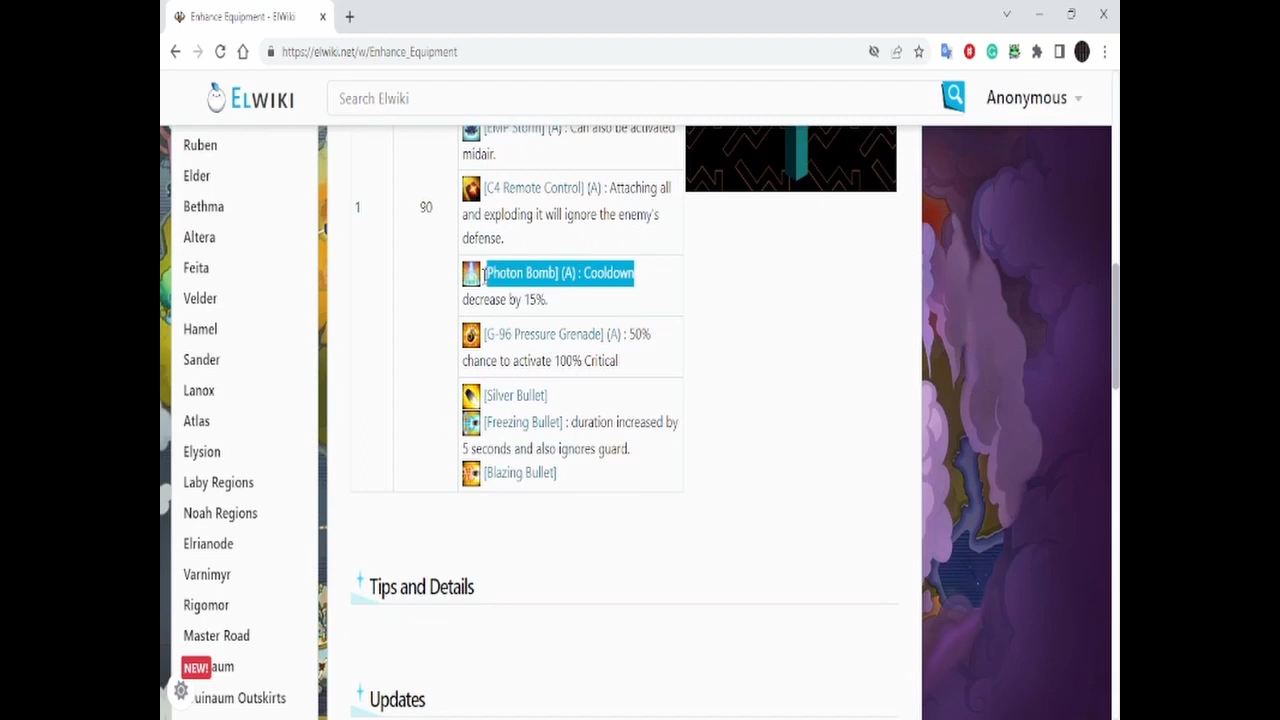 Enhance Equipment - ElWiki
https://elwiki.net/w/Enhance_Equipment
ELWIKI
Search Elwiki
Anonymous
Ruben
Elder
Bethma
Altera
Feita
Velder
Hamel
Sander
Lanox
Atlas
Elysion
Laby Regions
Noah Regions
Elrianode
Varnimyr
Rigomor
Master Road
NEW! aum
uinaum Outskirts
1
90
[EMP Storm] (A) : Can also be activated
midair.
[C4 Remote Control] (A) : Attaching all
and exploding it will ignore the enemy's
defense.
[Photon Bomb] (A) : Cooldown
decrease by 15%.
[G-96 Pressure Grenade] (A) : 50%
chance to activate 100% Critical
[Silver Bullet]
[Freezing Bullet] : duration increased by
5 seconds and also ignores guard.
[Blazing Bullet]
Tips and Details
Updates